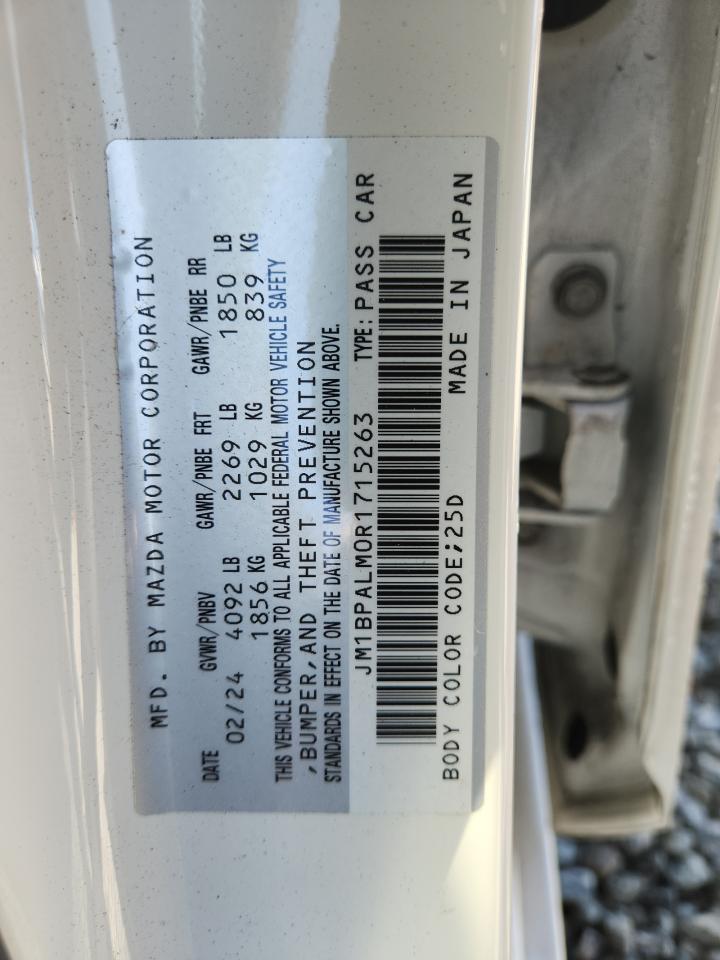 MFD. BY MAZDA MOTOR CORPORATION
DATE GVWR/PNBV GAWR/PNBE FRT GAWR/PNBE RR
02/24 4092 LB 2269 LB 1850 LB
1856 KG 1029 KG 839 KG
THIS VEHICLE CONFORMS TO ALL APPLICABLE FEDERAL MOTOR VEHICLE SAFETY
,BUMPER,AND THEFT PREVENTION
STANDARDS IN EFFECT ON THE DATE OF MANUFACTURE SHOWN ABOVE.
JM1BPALM0R1715263 TYPE: PASS CAR
BODY COLOR CODE;25D MADE IN JAPAN